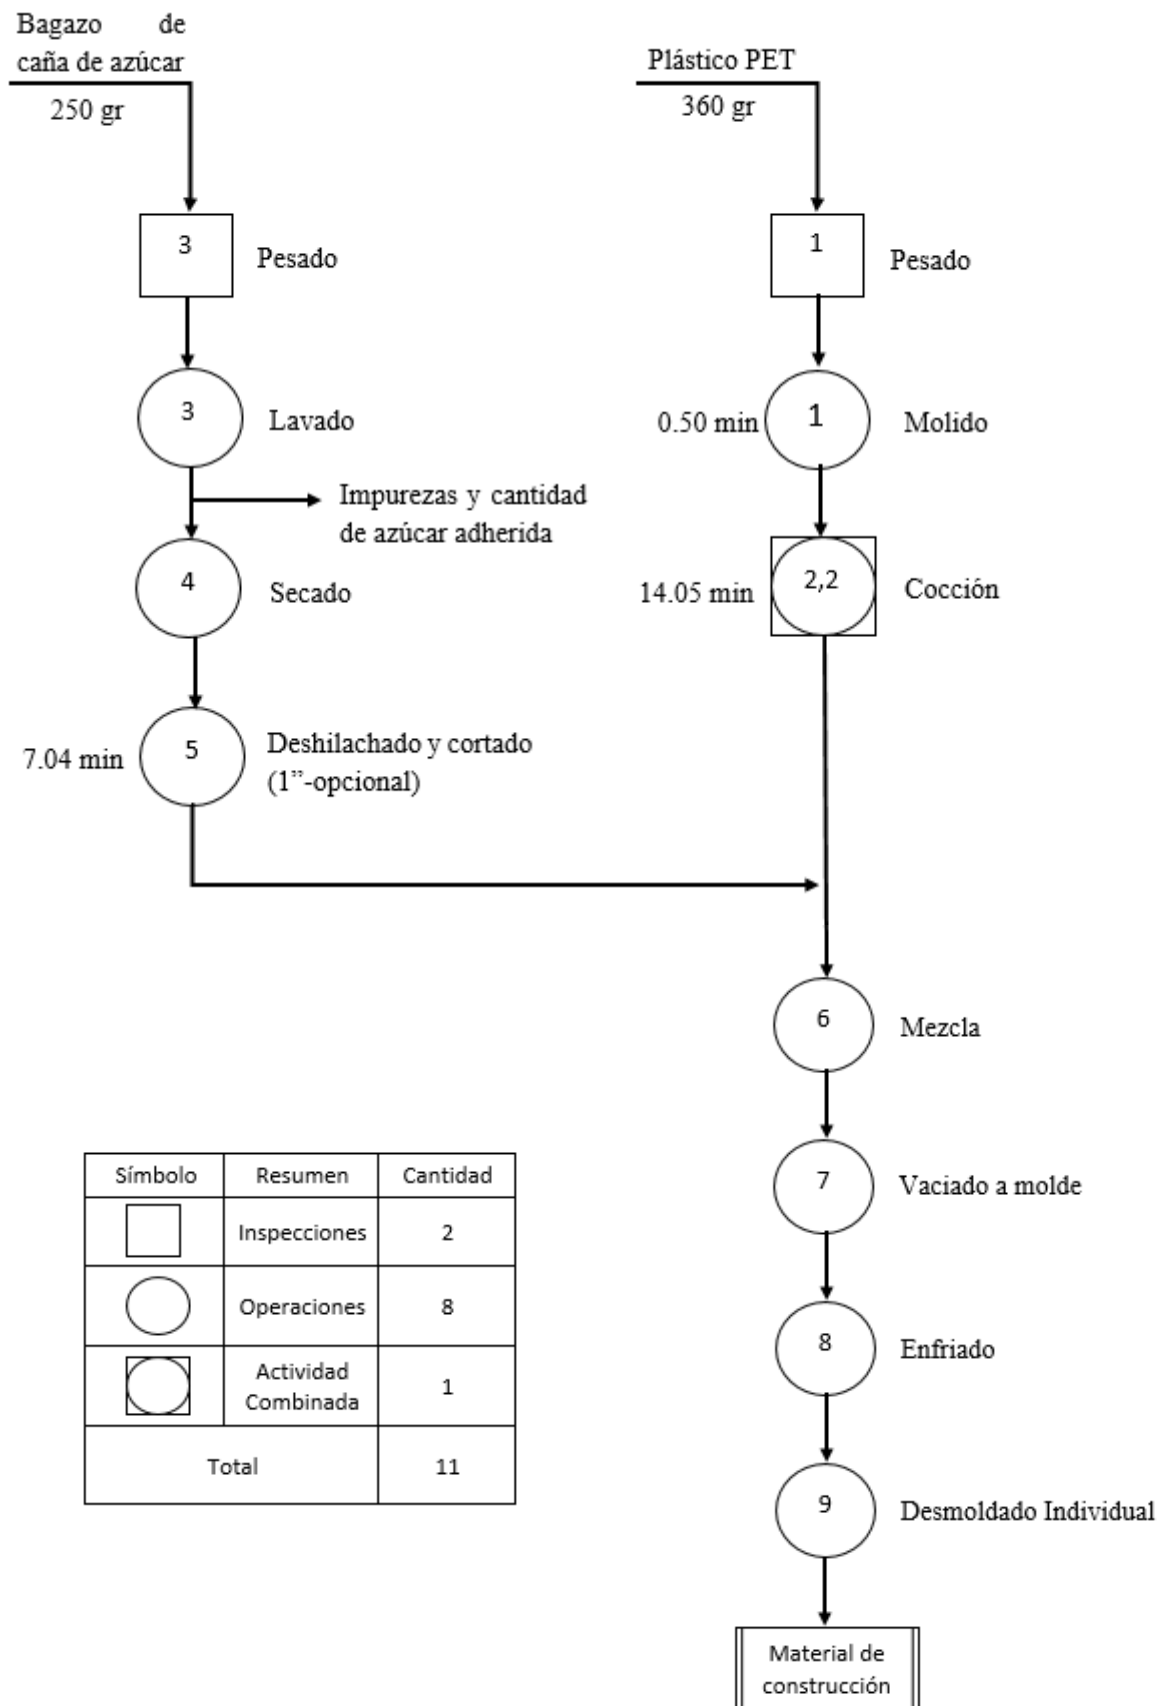 Bagazo de
caña de azúcar
250 gr
3
Pesado
3
Lavado
Impurezas y cantidad
de azúcar adherida
4
Secado
7.04 min
5
Deshilachado y cortado
(1”-opcional)
Plástico PET
360 gr
1
Pesado
0.50 min
1
Molido
14.05 min
2,2
Cocción
6
Mezcla
7
Vaciado a molde
8
Enfriado
9
Desmoldado Individual
Material de
construcción
Símbolo Resumen Cantidad
Inspecciones 2
Operaciones 8
Actividad
Combinada 1
Total 11